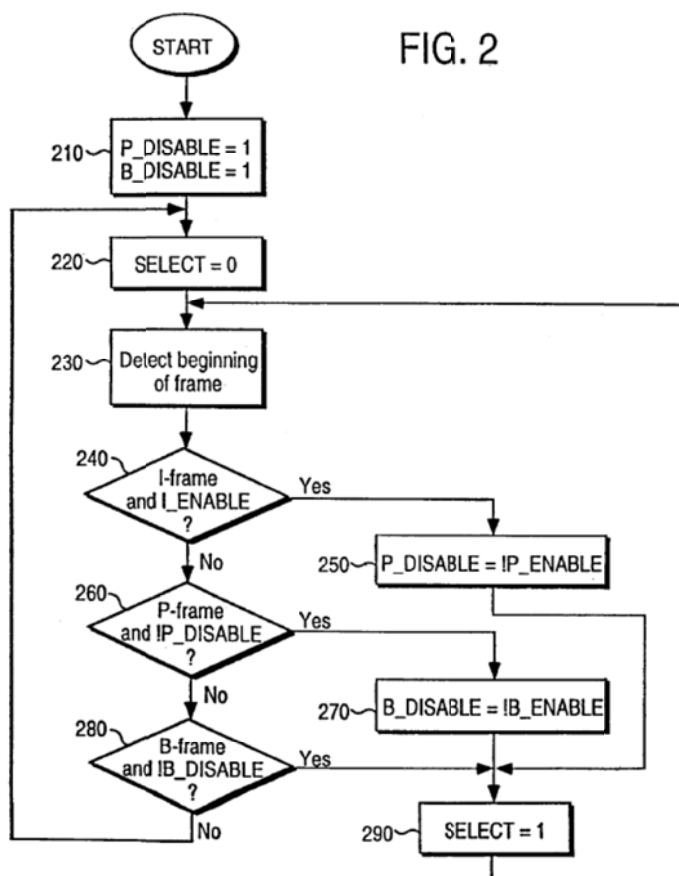 START
FIG. 2
210
P_DISABLE = 1
B_DISABLE = 1
220
SELECT = 0
230
Detect beginning
of frame
240
I-frame
and I_ENABLE
?
Yes
No
250
P_DISABLE = !P_ENABLE
260
P-frame
and !P_DISABLE
?
Yes
No
270
B_DISABLE = !B_ENABLE
280
B-frame
and !B_DISABLE
?
Yes
No
290
SELECT = 1